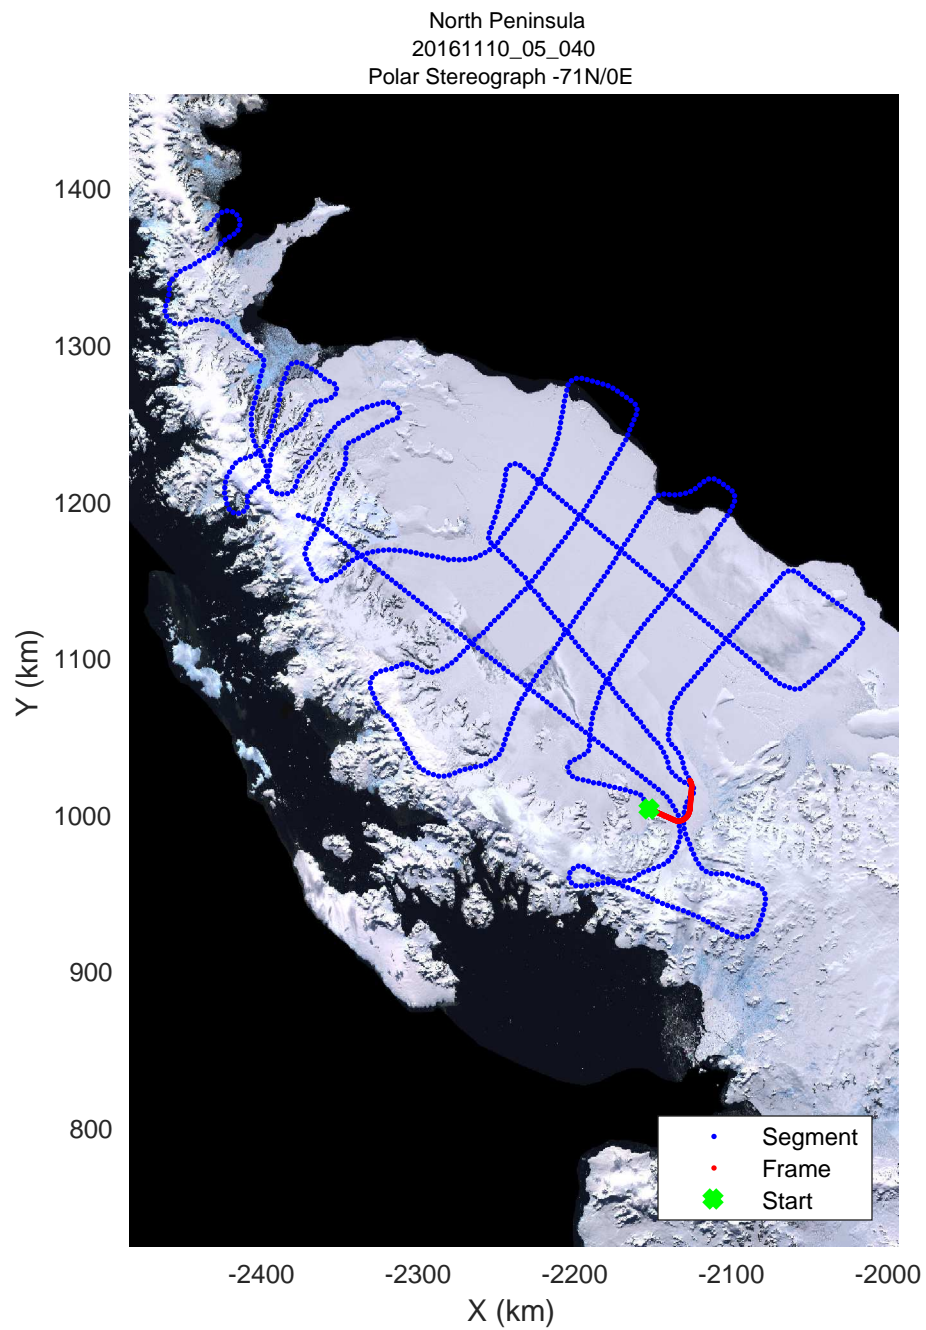 North Peninsula
20161110_05_040
Polar Stereograph -71N/0E
1400
1300
1200
1100
1000
900
800
Y (km)
-2400
-2300
-2200
-2100
-2000
X (km)
Segment
Frame
Start